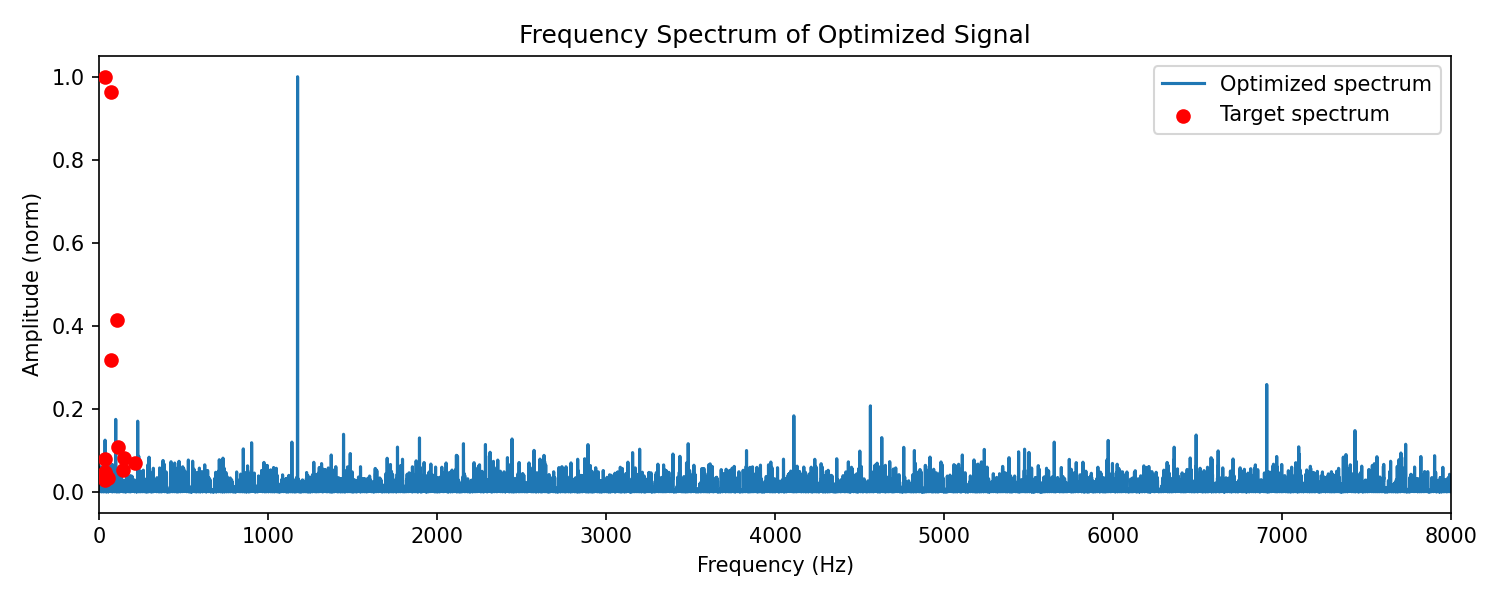 Frequency Spectrum of Optimized Signal
Optimized spectrum
Target spectrum
Amplitude (norm)
1.0
0.8
0.6
0.4
0.2
0.0
0 1000 2000 3000 4000 5000 6000 7000 8000
Frequency (Hz)